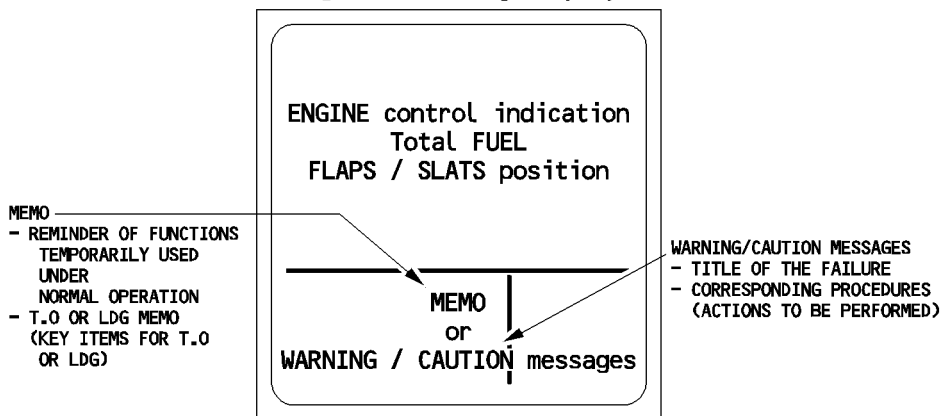 ENGINE control indication
Total FUEL
FLAPS / SLATS position
MEMO
- REMINDER OF FUNCTIONS
TEMPORARILY USED
UNDER
NORMAL OPERATION
- T.O OR LDG MEMO
(KEY ITEMS FOR T.O
OR LDG)
MEMO
or
WARNING / CAUTION messages
WARNING/CAUTION MESSAGES
- TITLE OF THE FAILURE
- CORRESPONDING PROCEDURES
(ACTIONS TO BE PERFORMED)